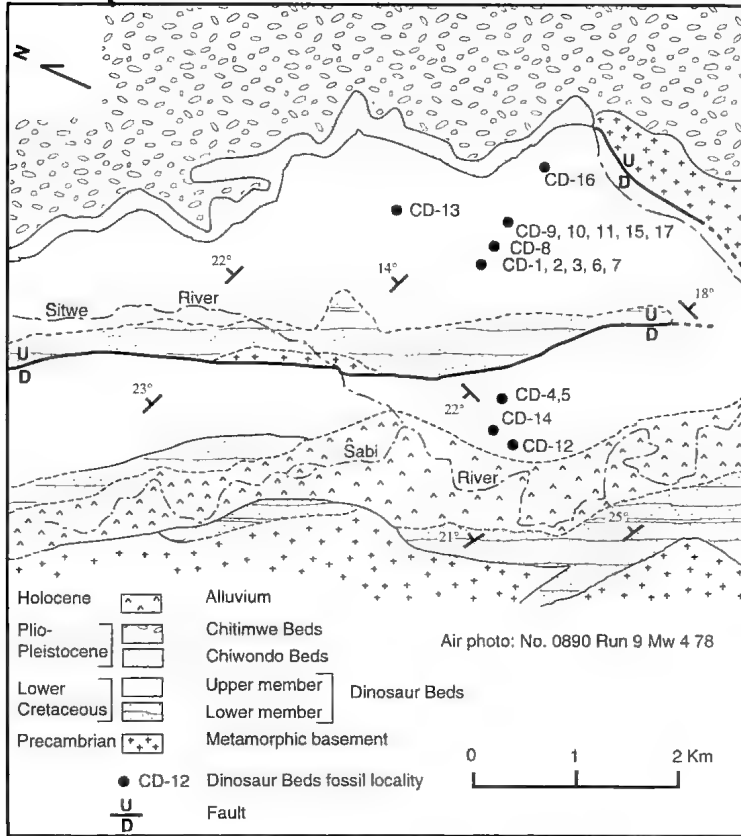 N
U
D
CD-16
CD-13
CD-9, 10, 11, 15, 17
CD-8
CD-1, 2, 3, 6, 7
22°
14°
18°
Sitwe River
U
D
U
D
23°
22°
CD-4,5
CD-14
CD-12
Sabi
River
21°
25°
Holocene Alluvium
Plio-
Pleistocene
Chitimwe Beds
Chiwondo Beds
Air photo: No. 0890 Run 9 Mw 4 78
Lower
Cretaceous
Upper member
Lower member
Dinosaur Beds
Precambrian Metamorphic basement
CD-12 Dinosaur Beds fossil locality
U
D
Fault
0 1 2 Km